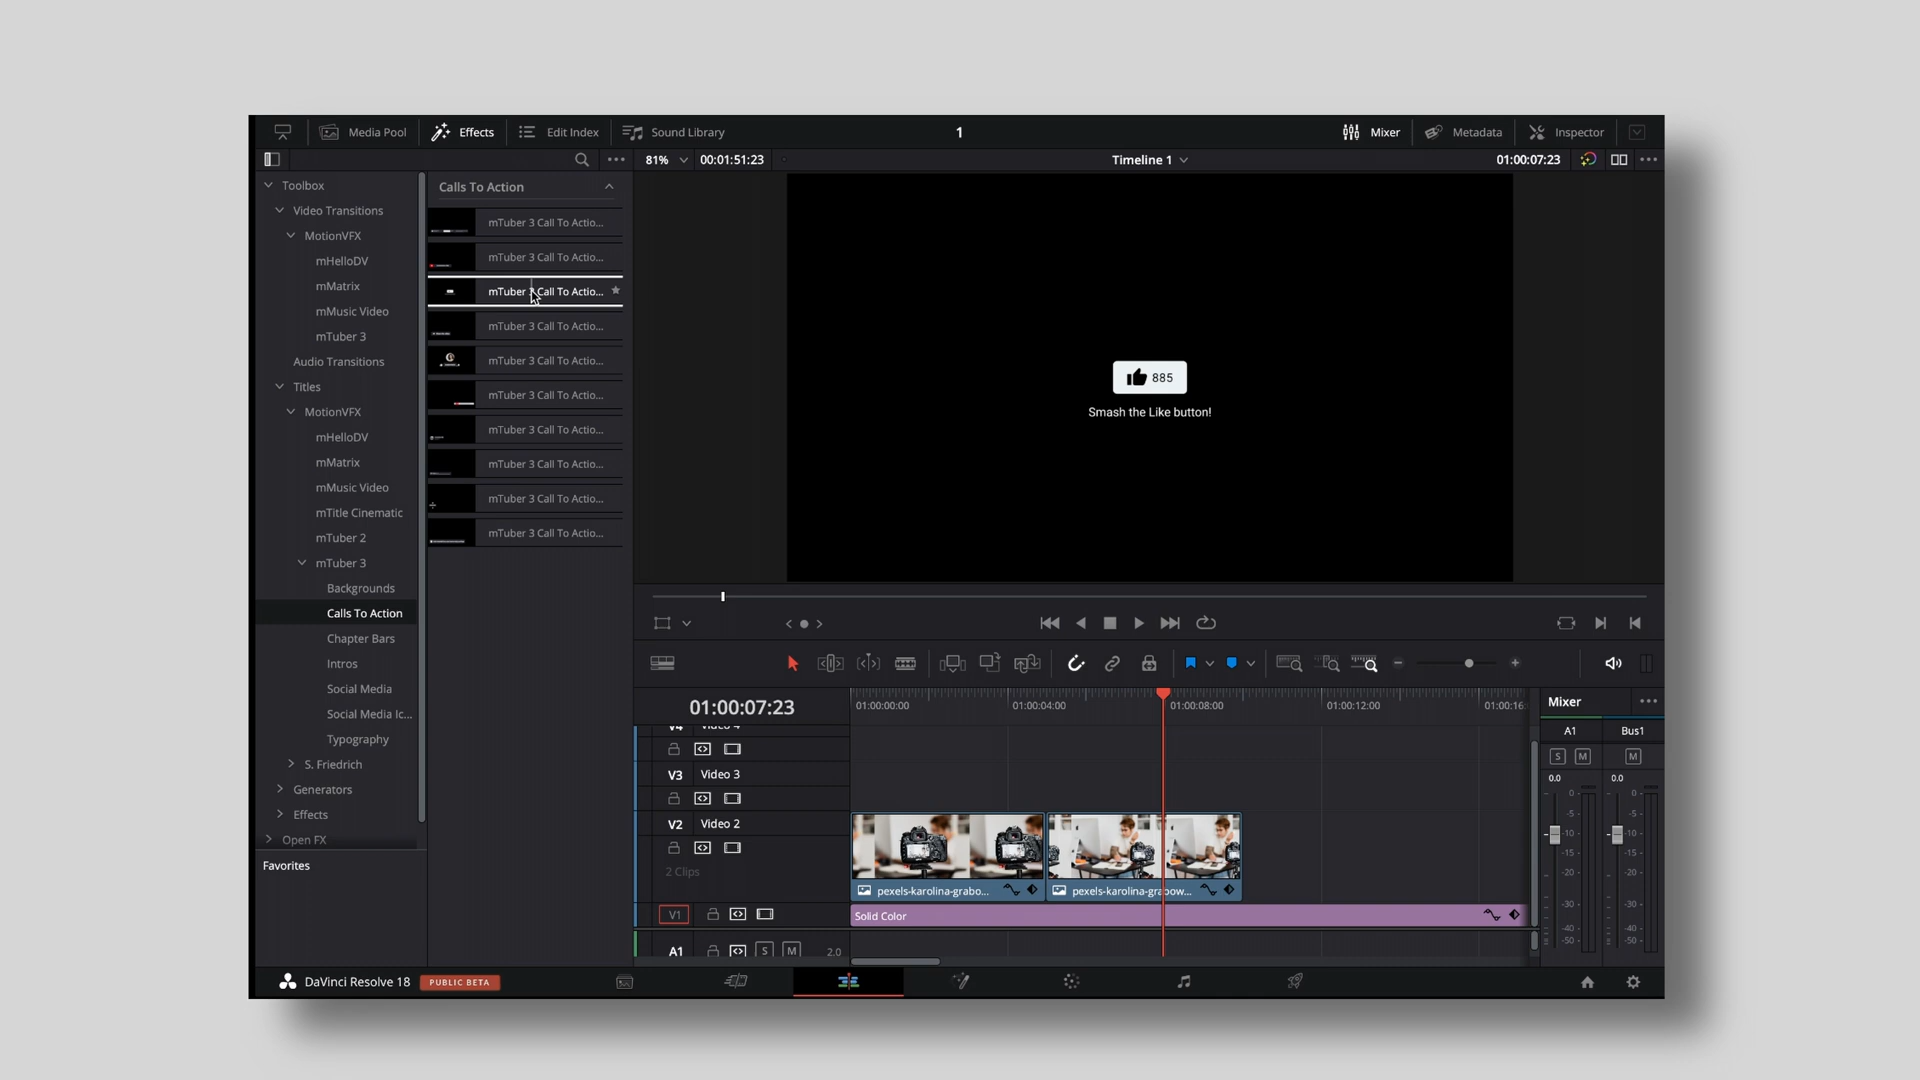 Media Pool Effects Edit Index Sound Library 1 Mixer Metadata Inspector
81% 00:01:51:23 Timeline 1 01:00:07:23
Toolbox
Video Transitions
MotionVFX
mHelloDV
mMatrix
mMusic Video
mTuber 3
Audio Transitions
Titles
MotionVFX
mHelloDV
mMatrix
mMusic Video
mTitle Cinematic
mTuber 2
mTuber 3
Backgrounds
Calls To Action
Chapter Bars
Intros
Social Media
Social Media Ic...
Typography
S. Friedrich
Generators
Effects
Open FX
Favorites
Calls To Action
mTuber 3 Call To Actio...
mTuber 3 Call To Actio...
mTuber 3 Call To Actio...
mTuber 3 Call To Actio...
mTuber 3 Call To Actio...
mTuber 3 Call To Actio...
mTuber 3 Call To Actio...
mTuber 3 Call To Actio...
mTuber 3 Call To Actio...
mTuber 3 Call To Actio...
885
Smash the Like button!
01:00:07:23
01:00:00:00 01:00:04:00 01:00:08:00 01:00:12:00 01:00:16:
V4 Video 4
V3 Video 3
V2 Video 2
2 Clips
pexels-karolina-grabo... pexels-karolina-grabow...
V1 Solid Color
A1 S M 2.0
Mixer
A1 Bus1
S M M
0.0 0.0
0 0
-5 -5
-10 -10
-15 -15
-20 -20
-30 -30
-40 -40
-50 -50
DaVinci Resolve 18 PUBLIC BETA